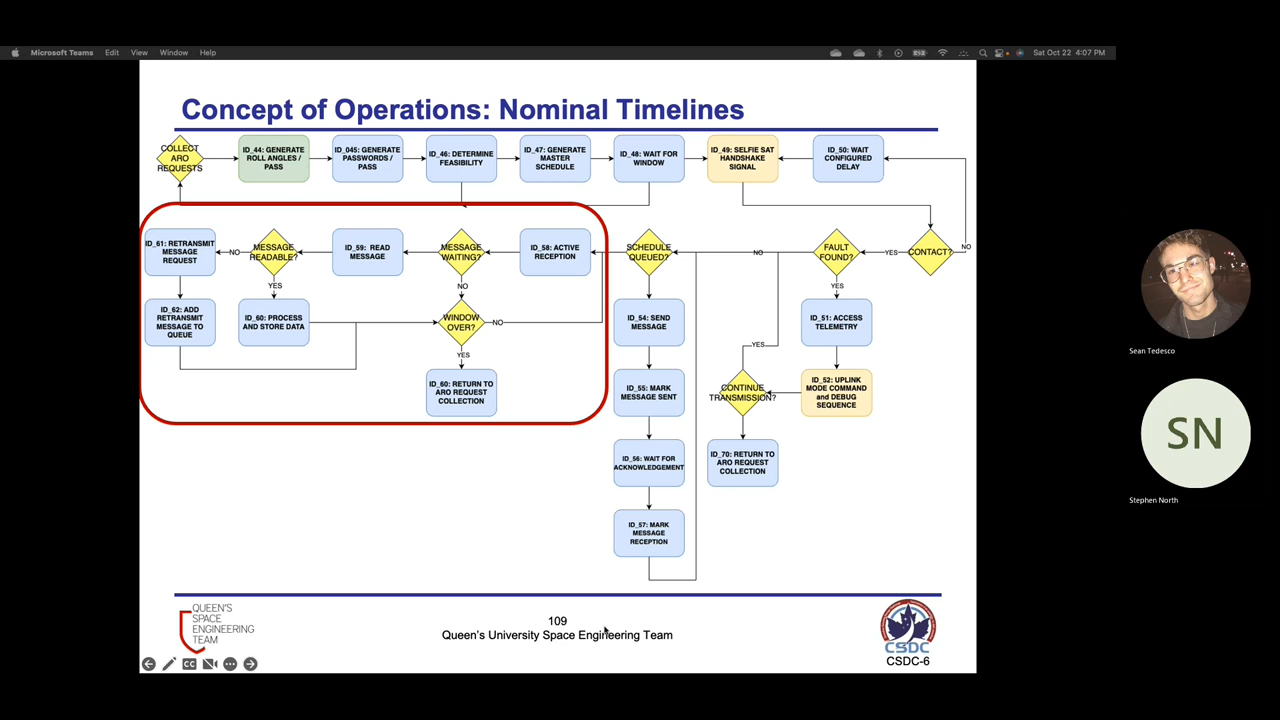 Microsoft Teams Edit View Window Help
Sat Oct 22 4:07 PM
Concept of Operations: Nominal Timelines
COLLECT
ARO
REQUESTS
ID_44: GENERATE
ROLL ANGLES /
PASS
ID_045: GENERATE
PASSWORDS /
PASS
ID_46: DETERMINE
FEASIBILITY
ID_47: GENERATE
MASTER
SCHEDULE
ID_48: WAIT FOR
WINDOW
ID_49: SELFIE SAT
HANDSHAKE
SIGNAL
ID_50: WAIT
CONFIGURED
DELAY
ID_61: RETRANSMIT
MESSAGE
REQUEST
NO
MESSAGE
READABLE?
ID_59: READ
MESSAGE
MESSAGE
WAITING?
ID_58: ACTIVE
RECEPTION
SCHEDULE
QUEUED?
NO
FAULT
FOUND?
YES
CONTACT?
NO
YES
NO
YES
ID_62: ADD
RETRANSMIT
MESSAGE TO
QUEUE
ID_60: PROCESS
AND STORE DATA
WINDOW
OVER?
NO
ID_54: SEND
MESSAGE
ID_51: ACCESS
TELEMETRY
YES
YES
ID_60: RETURN TO
ARO REQUEST
COLLECTION
ID_55: MARK
MESSAGE SENT
CONTINUE
TRANSMISSION?
ID_52: UPLINK
MODE COMMAND
and DEBUG
SEQUENCE
ID_56: WAIT FOR
ACKNOWLEDGEMENT
ID_70: RETURN TO
ARO REQUEST
COLLECTION
ID_57: MARK
MESSAGE
RECEPTION
QUEEN'S
SPACE
ENGINEERING
TEAM
109
Queen's University Space Engineering Team
CSDC
CSDC-6
CC
Sean Tedesco
SN
Stephen North